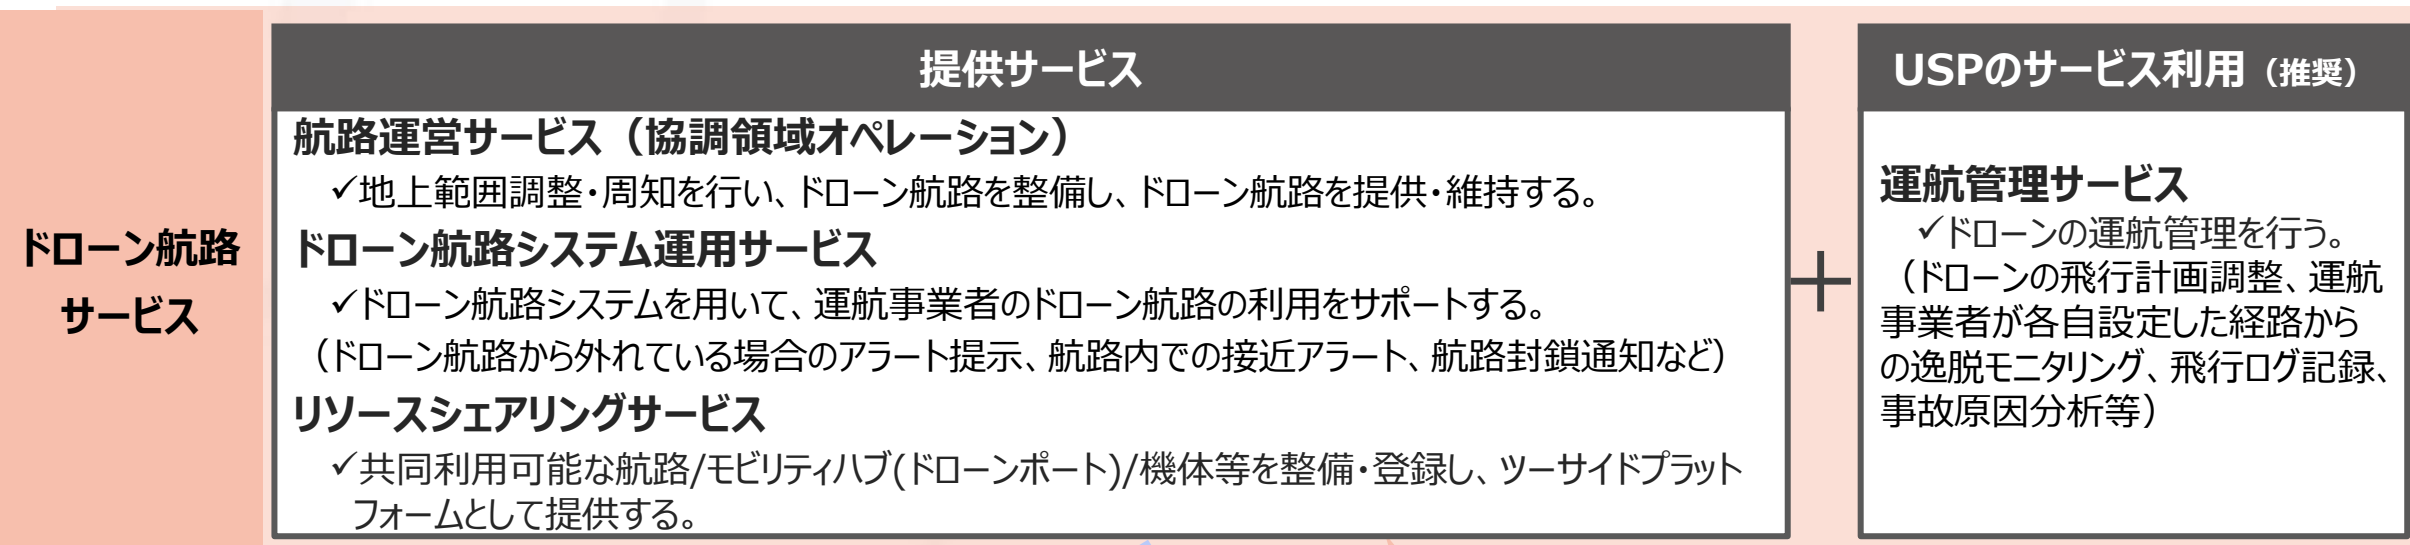 ドローン航路
サービス
提供サービス
航路運営サービス（協調領域オペレーション）
✓地上範囲調整・周知を行い、ドローン航路を整備し、ドローン航路を提供・維持する。
ドローン航路システム運用サービス
✓ドローン航路システムを用いて、運航事業者のドローン航路の利用をサポートする。
（ドローン航路から外れている場合のアラート提示、航路内での接近アラート、航路封鎖通知など）
リソースシェアリングサービス
✓共同利用可能な航路/モビリティハブ(ドローンポート)/機体等を整備・登録し、ツーサイドプラット
フォームとして提供する。
＋
USPのサービス利用（推奨）
運航管理サービス
✓ドローンの運航管理を行う。
（ドローンの飛行計画調整、運航
事業者が各自設定した経路から
の逸脱モニタリング、飛行ログ記録、
事故原因分析等）